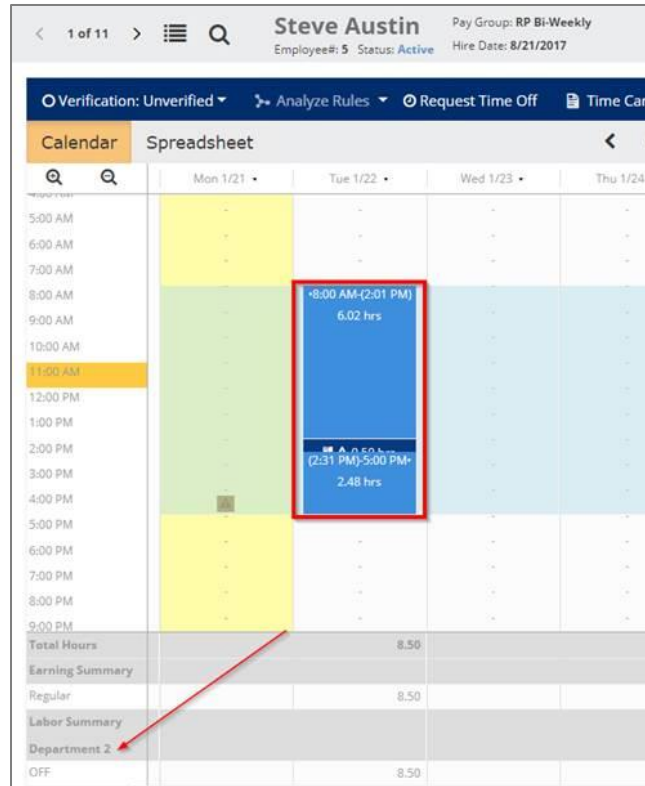 1 of 11
Steve Austin
Pay Group: RP Bi-Weekly
Employee#: 5 Status: Active
Hire Date: 8/21/2017
Verification: Unverified
Analyze Rules
Request Time Off
Time Car
Calendar
Spreadsheet
Mon 1/21
Tue 1/22
Wed 1/23
Thu 1/24
5:00 AM
6:00 AM
7:00 AM
8:00 AM
•8:00 AM-(2:01 PM)
9:00 AM
6.02 hrs
10:00 AM
11:00 AM
12:00 PM
1:00 PM
2:00 PM
(2:31 PM)-5:00 PM•
3:00 PM
2.48 hrs
4:00 PM
5:00 PM
6:00 PM
7:00 PM
8:00 PM
9:00 PM
Total Hours 8.50
Earning Summary
Regular 8.50
Labor Summary
Department 2
OFF 8.50